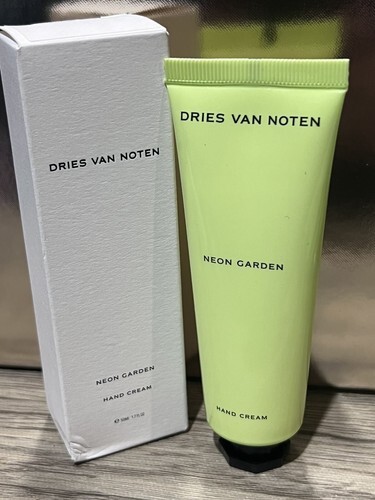 DRIES VAN NOTEN
NEON GARDEN
HAND CREAM
DRIES VAN NOTEN
NEON GARDEN
HAND CREAM